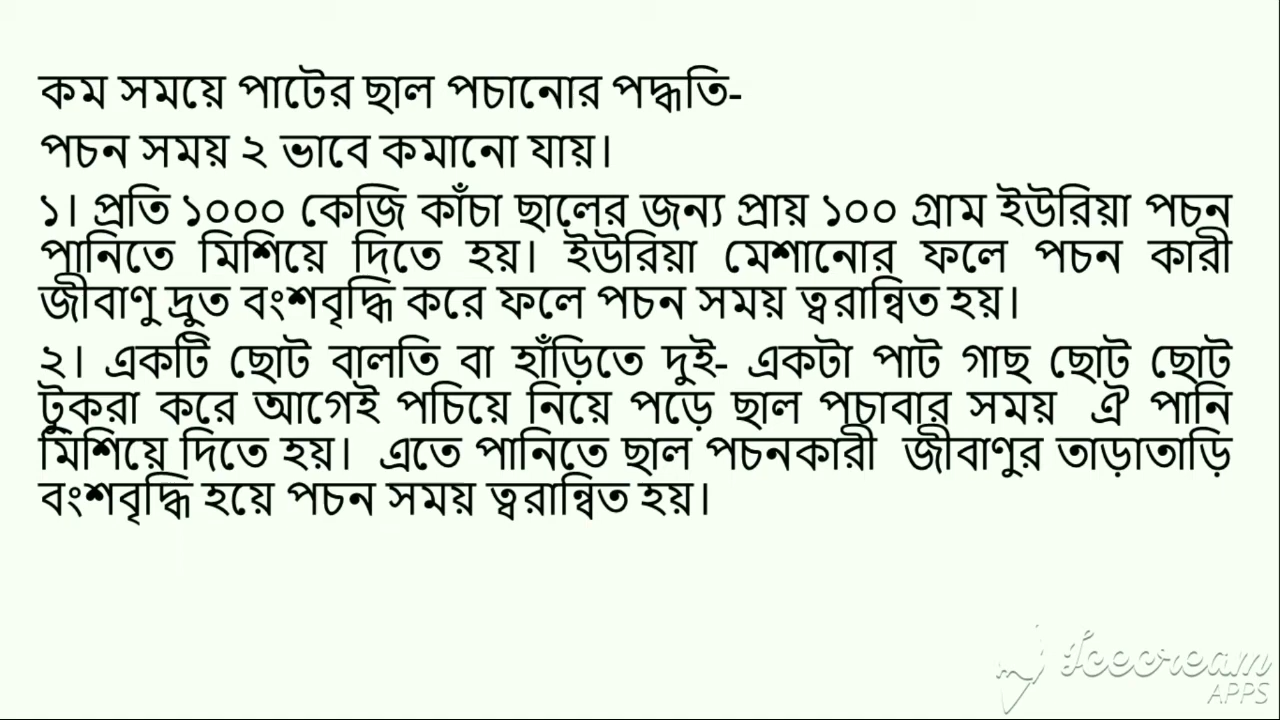 কম সময়ে পাটের ছাল পচানোর পদ্ধতি-
পচন সময় ২ ভাবে কমানো যায়।
১। প্রতি ১০০০ কেজি কাঁচা ছালের জন্য প্রায় ১০০ গ্রাম ইউরিয়া পচন
পানিতে মিশিয়ে দিতে হয়। ইউরিয়া মেশানোর ফলে পচন কারী
জীবাণু দ্রুত বংশবৃদ্ধি করে ফলে পচন সময় ত্বরান্বিত হয়।
২। একটি ছোট বালতি বা হাঁড়িতে দুই- একটা পাট গাছ ছোট ছোট
টুকরা করে আগেই পচিয়ে নিয়ে পড়ে ছাল পচাবার সময় ঐ পানি
মিশিয়ে দিতে হয়। এতে পানিতে ছাল পচনকারী জীবাণুর তাড়াতাড়ি
বংশবৃদ্ধি হয়ে পচন সময় ত্বরান্বিত হয়।
Icecream
APPS